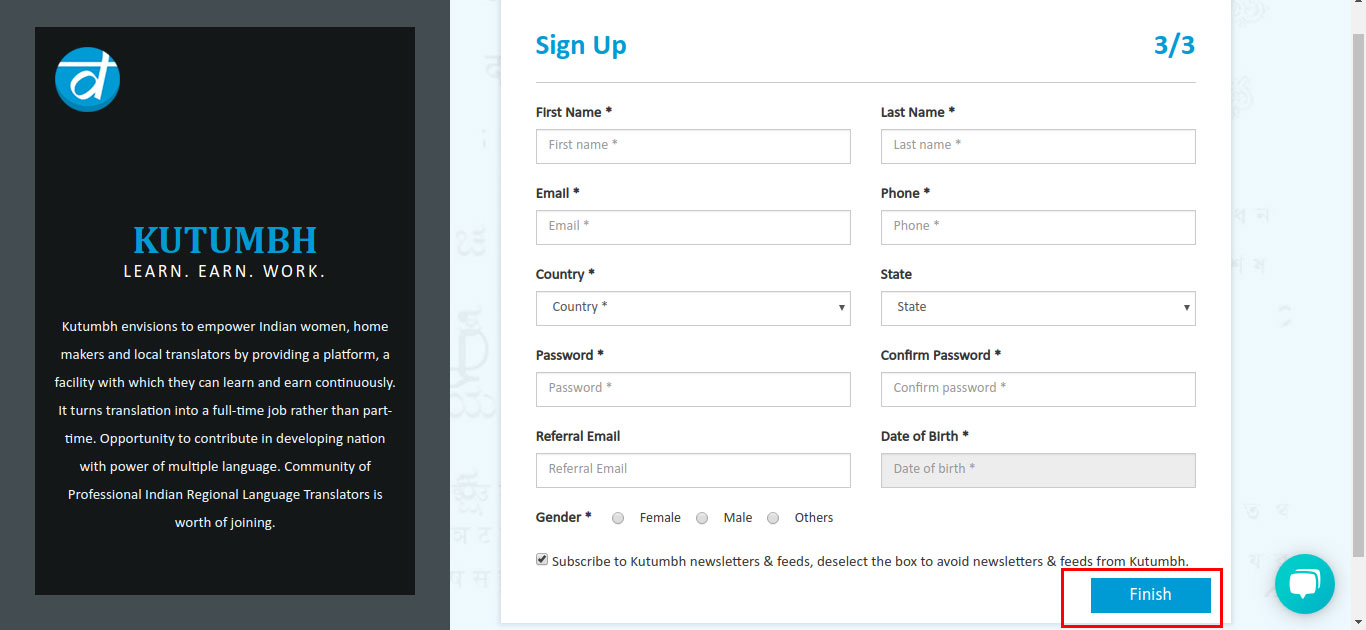 KUTUMBH
LEARN. EARN. WORK.
Kutumbh envisions to empower Indian women, home
makers and local translators by providing a platform, a
facility with which they can learn and earn continuously.
It turns translation into a full-time job rather than part-
time. Opportunity to contribute in developing nation
with power of multiple language. Community of
Professional Indian Regional Language Translators is
worth of joining.
Sign Up 3/3
First Name * Last Name *
First name * Last name *
Email * Phone *
Email * Phone *
Country * State
Country * State
Password * Confirm Password *
Password * Confirm password *
Referral Email Date of Birth *
Referral Email Date of birth *
Gender * Female Male Others
Subscribe to Kutumbh newsletters & feeds, deselect the box to avoid newsletters & feeds from Kutumbh.
Finish